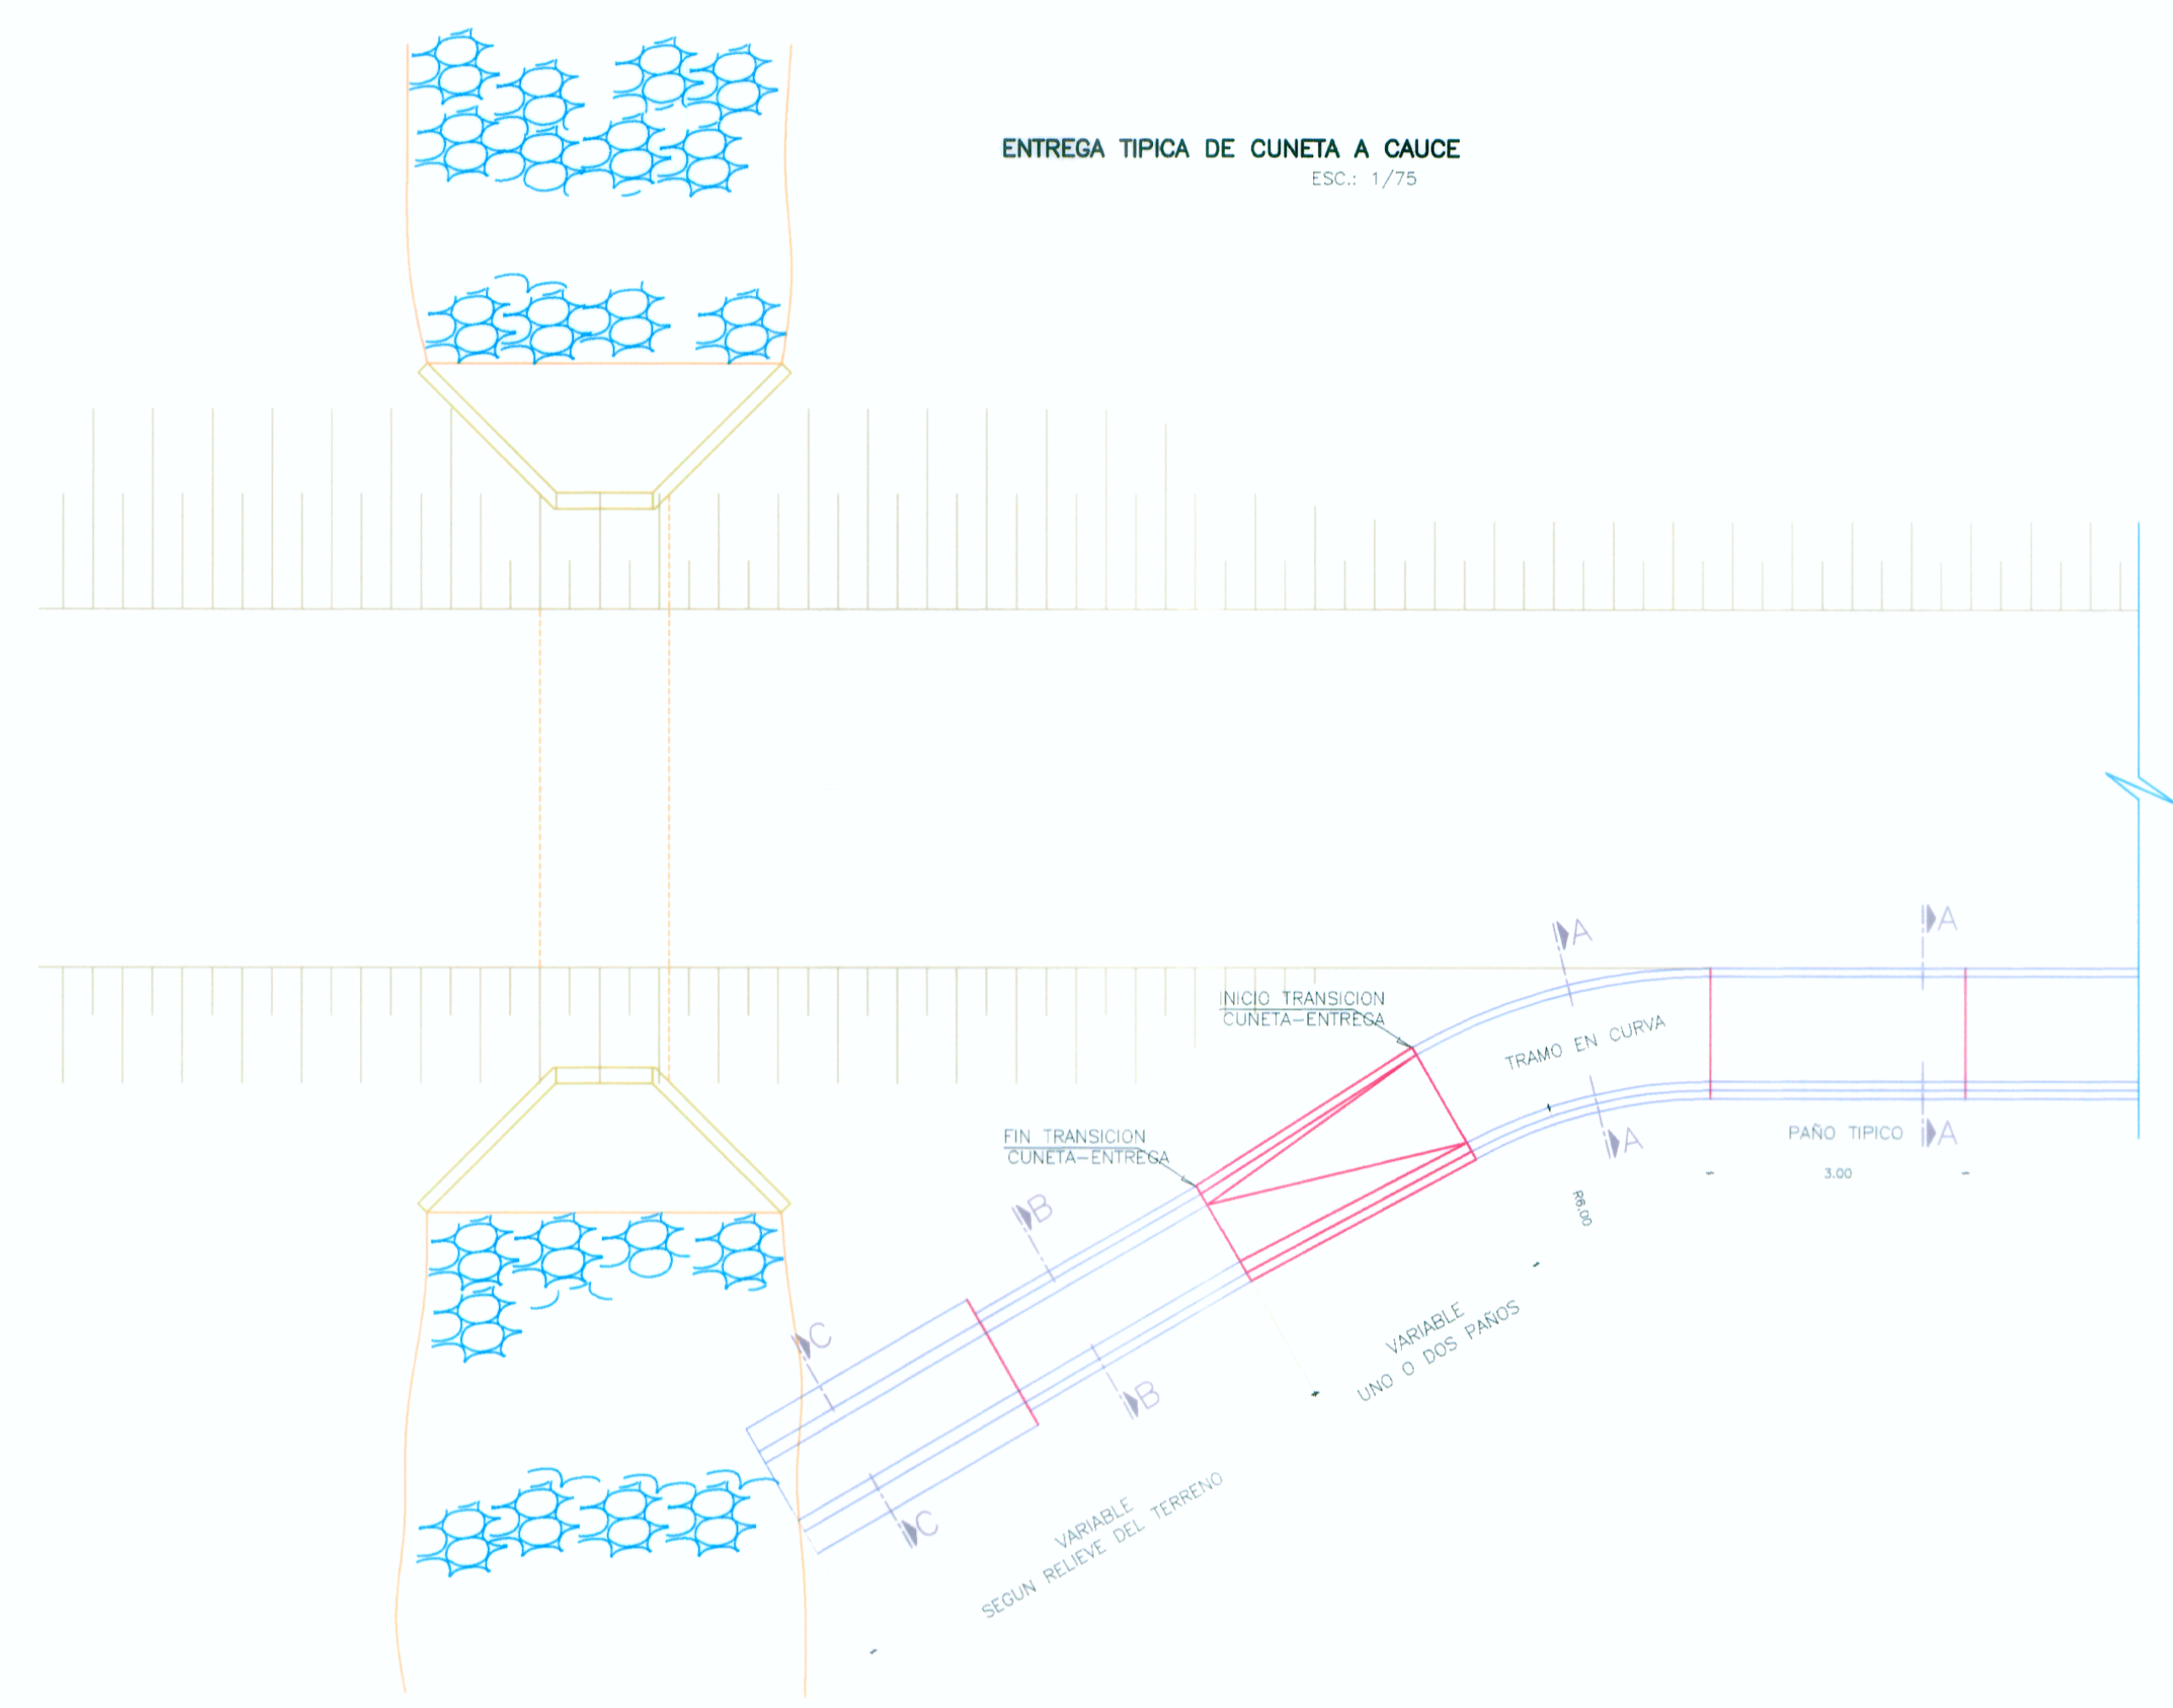 ENTREGA TIPICA DE CUNETA A CAUCE
ESC.: 1/75
A
A
INICIO TRANSICION
CUNETA-ENTREGA
TRAMO EN CURVA
FIN TRANSICION
CUNETA-ENTREGA
PAÑO TIPICO
A
A
3.00
R6.00
B
B
VARIABLE
UNO O DOS PAÑOS
C
C
VARIABLE
SEGUN RELIEVE DEL TERRENO